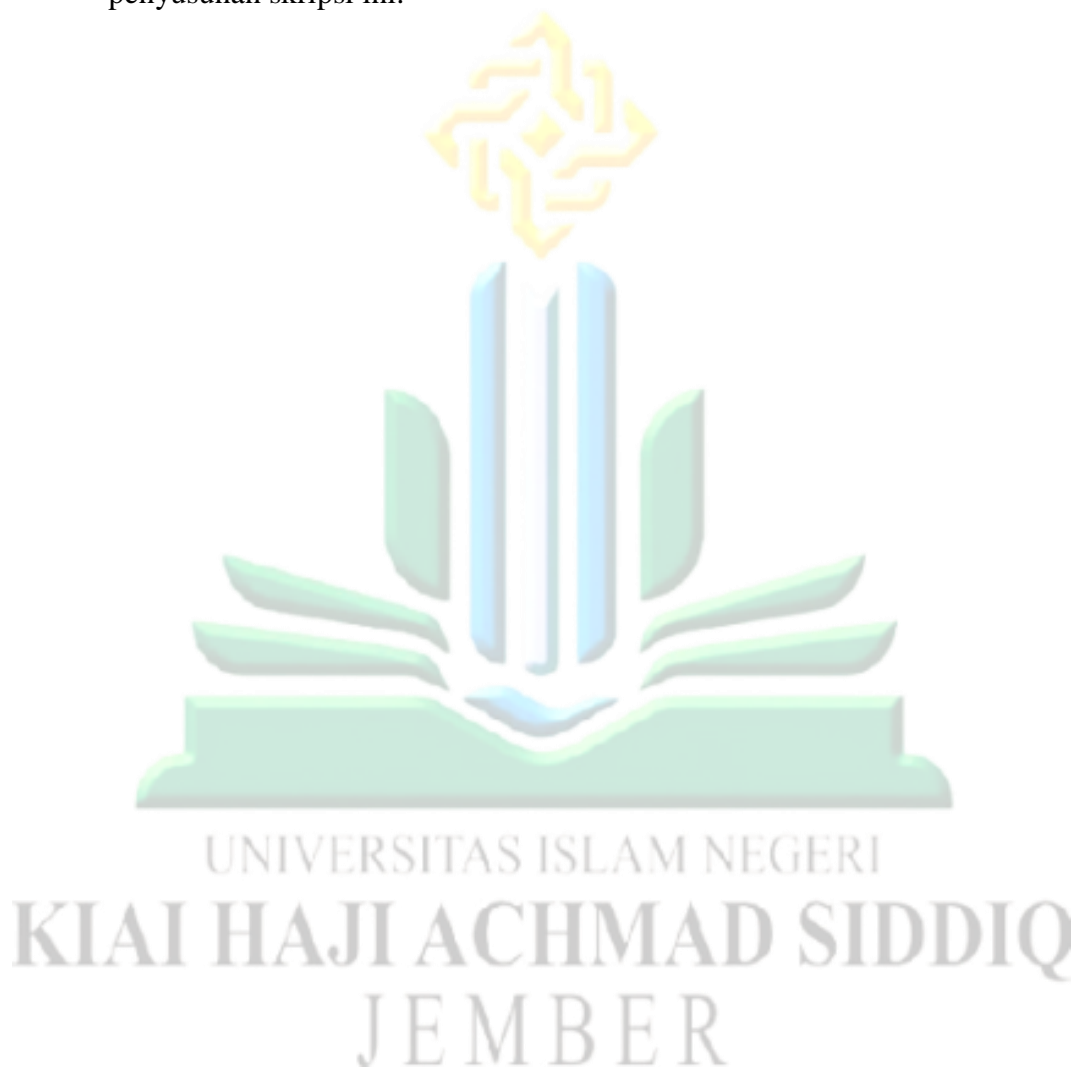 penyusunan skripsi ini.
UNIVERSITAS ISLAM NEGERI
KIAI HAJI ACHMAD SIDDIQ
JEMBER